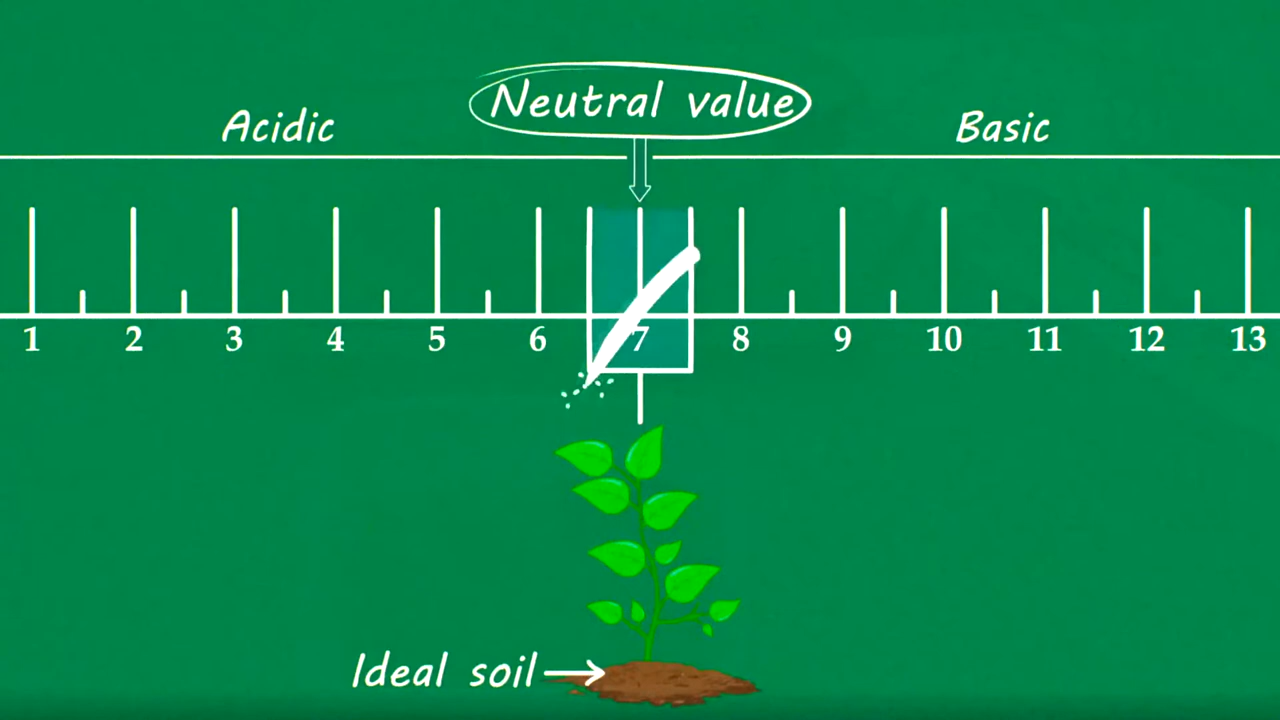 Neutral value
Acidic
Basic
1 2 3 4 5 6 7 8 9 10 11 12 13
Ideal soil